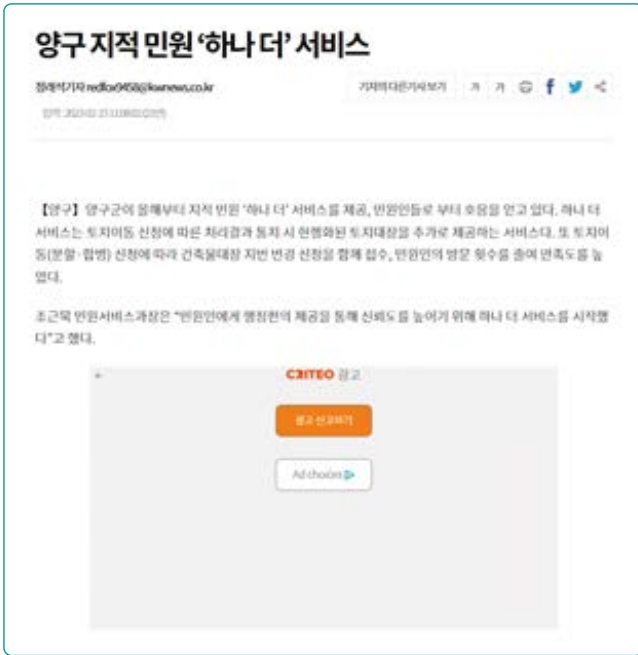 양구 지적 민원 ‘하나 더’ 서비스
정래석기자 redfox9458@kwnews.co.kr
기자의 다른기사 보기 가 가
입력 : 2023-02-27
【양구】 양구군이 올해부터 지적 민원 ‘하나 더’ 서비스를 제공, 민원인들로 부터 호응을 얻고 있다. 하나 더
서비스는 토지이동 신청에 따른 처리결과 통지 시 현행화된 토지대장을 추가로 제공하는 서비스다. 또 토지이
동(분할·합병) 신청에 따라 건축물대장 지번 변경 신청을 함께 접수, 민원인의 방문 횟수를 줄여 만족도를 높
였다.
조근묵 민원서비스과장은 “민원인에게 행정편의 제공을 통해 신뢰도를 높이기 위해 하나 더 서비스를 시작했
다”고 했다.
CRITEO 광고
광고 신고하기
Ad choices